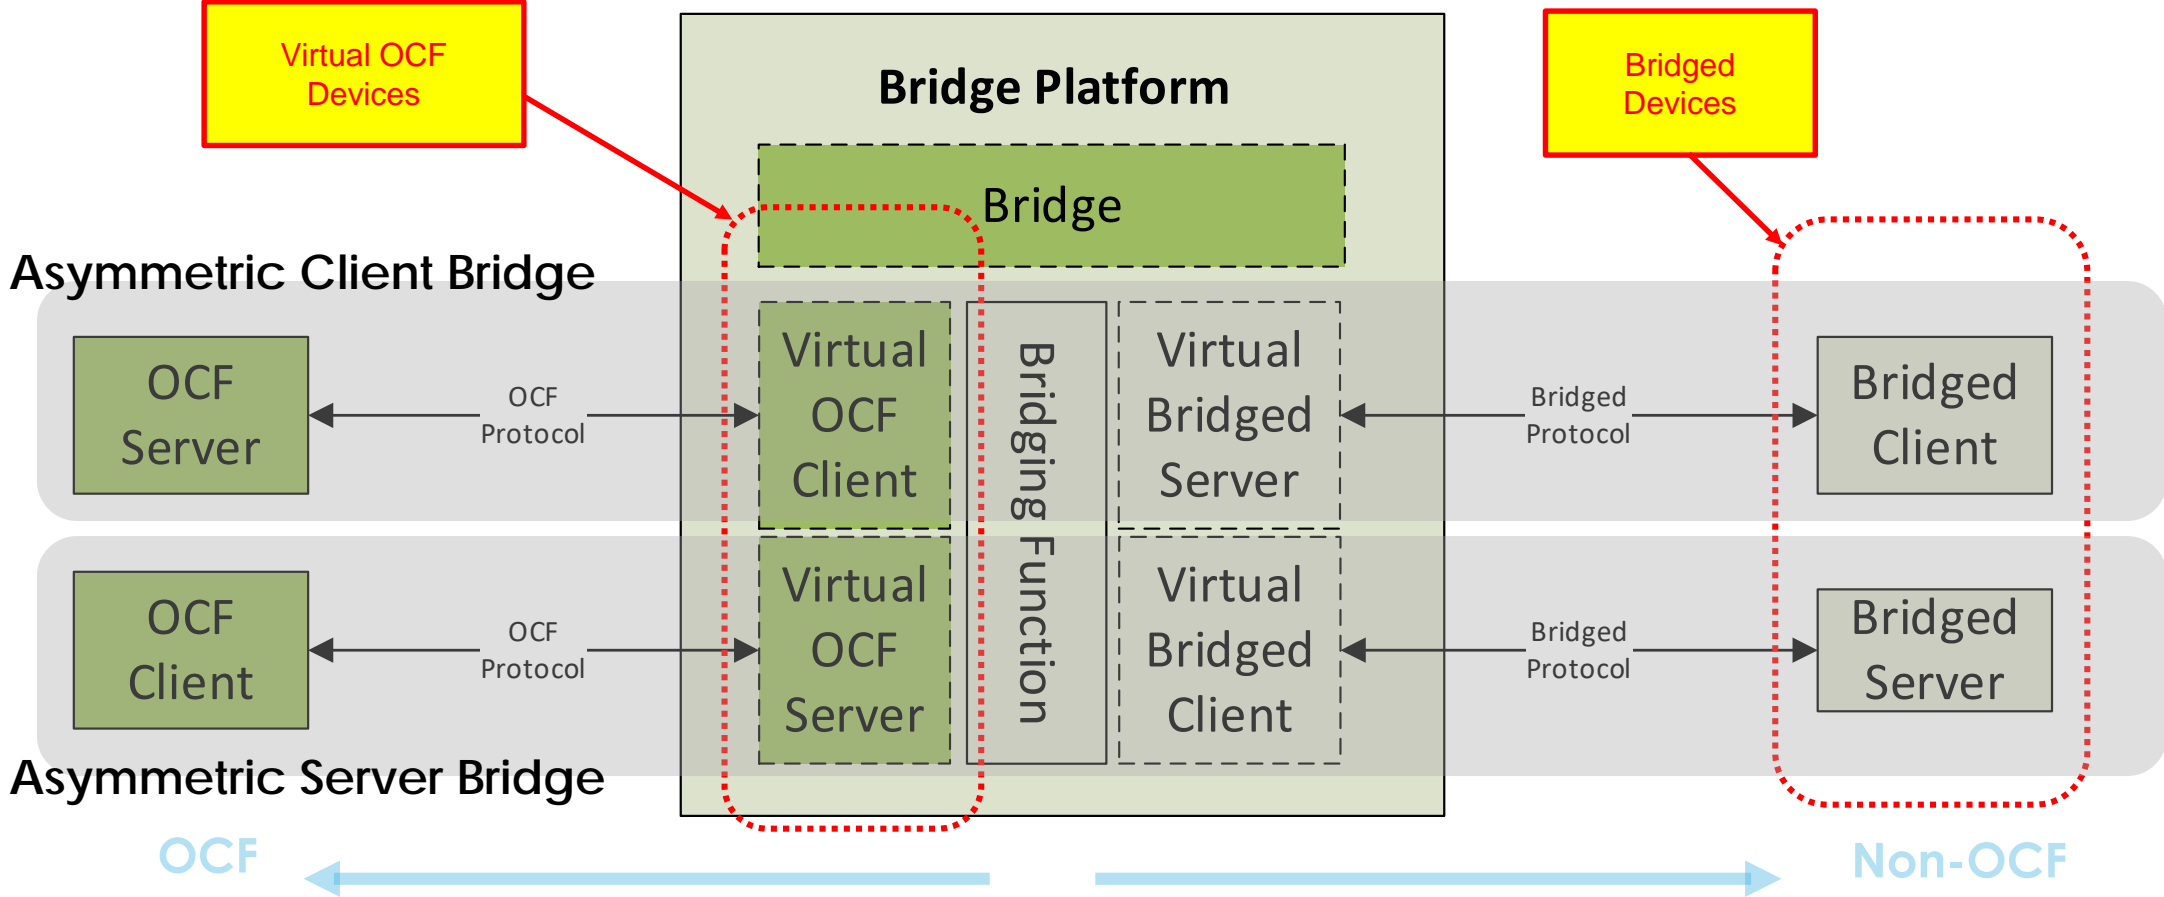 Virtual OCF
Devices
Bridge Platform
Bridged
Devices
Bridge
Asymmetric Client Bridge
OCF
Server
OCF
Protocol
Virtual
OCF
Client
Bridging Function
Virtual
Bridged
Server
Bridged
Protocol
Bridged
Client
OCF
Client
OCF
Protocol
Virtual
OCF
Server
Virtual
Bridged
Client
Bridged
Protocol
Bridged
Server
Asymmetric Server Bridge
OCF
Non-OCF